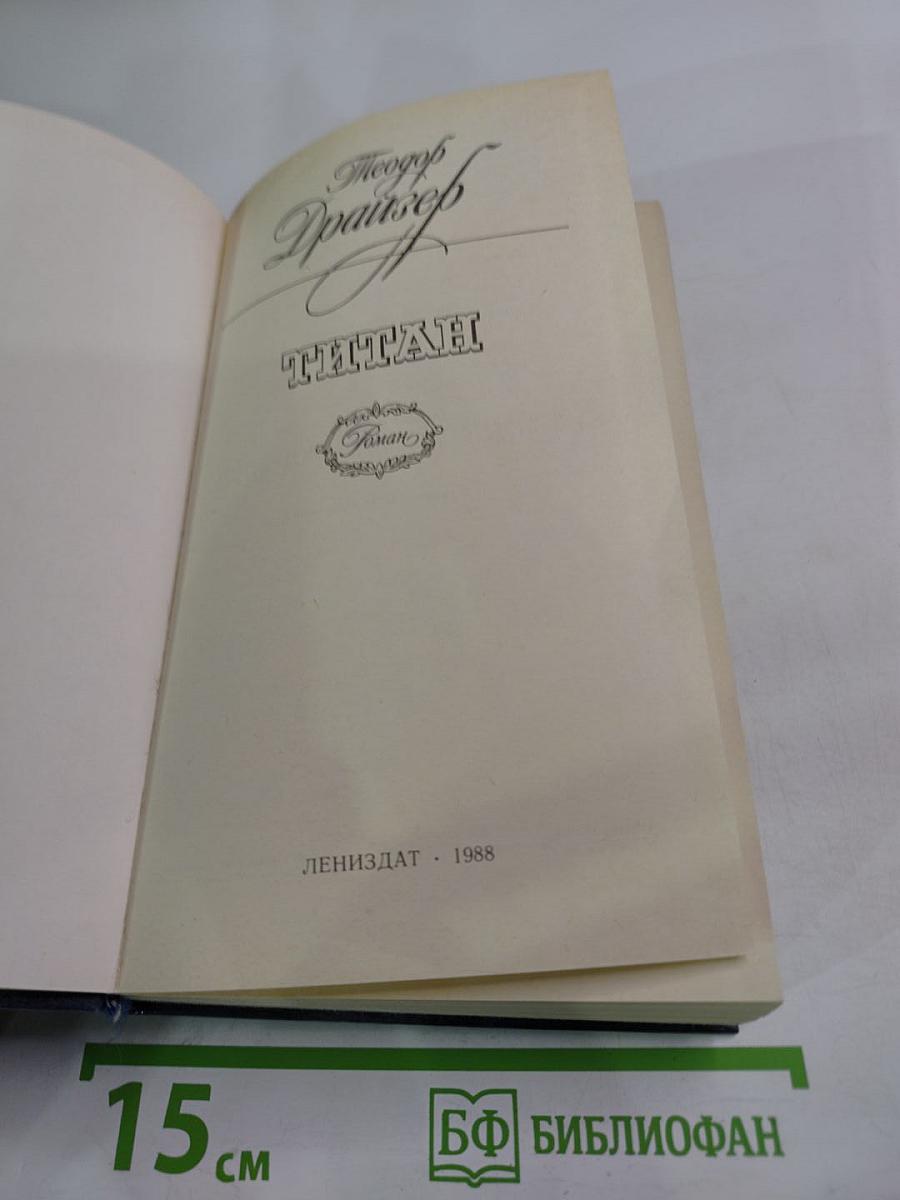 Теодор
Драйзер
ТИТАН
Роман
ЛЕНИЗДАТ · 1988
15 см
БФ БИБЛИОФАН